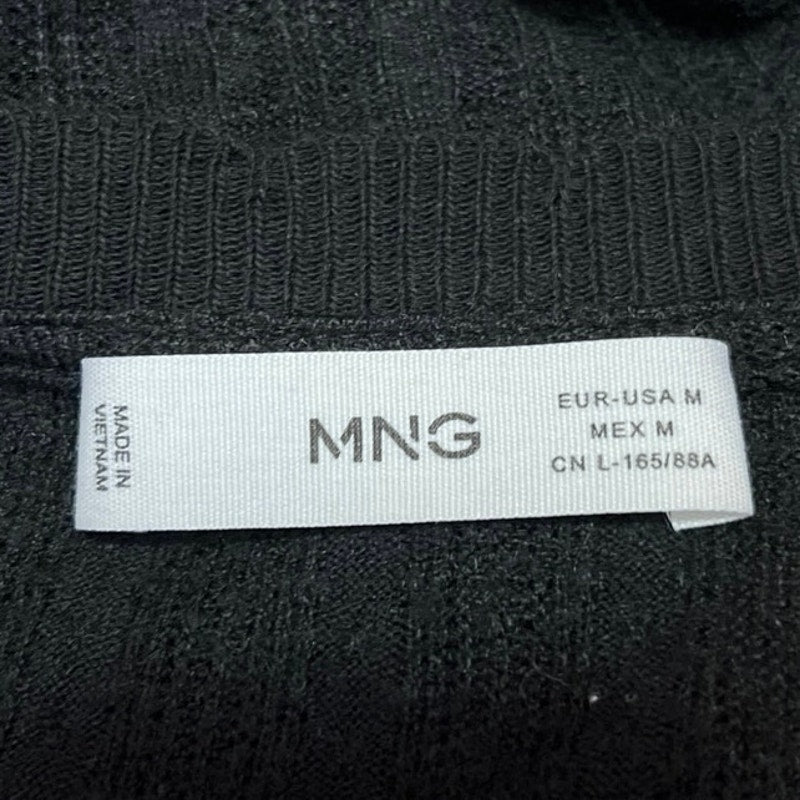 MADE IN
VIETNAM
MNG
EUR-USA M
MEX M
CN L-165/88A